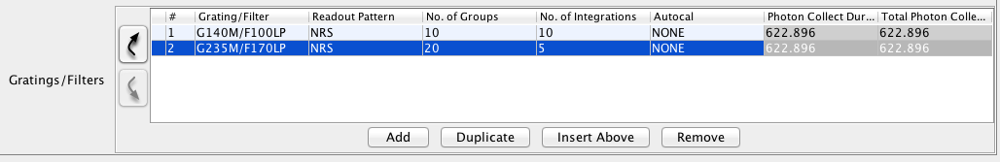 # Grating/Filter Readout Pattern No. of Groups No. of Integrations Autocal Photon Collect Dur... Total Photon Colle...
1 G140M/F100LP NRS 10 10 NONE 622.896 622.896
2 G235M/F170LP NRS 20 5 NONE 622.896 622.896
Gratings/Filters
Add Duplicate Insert Above Remove